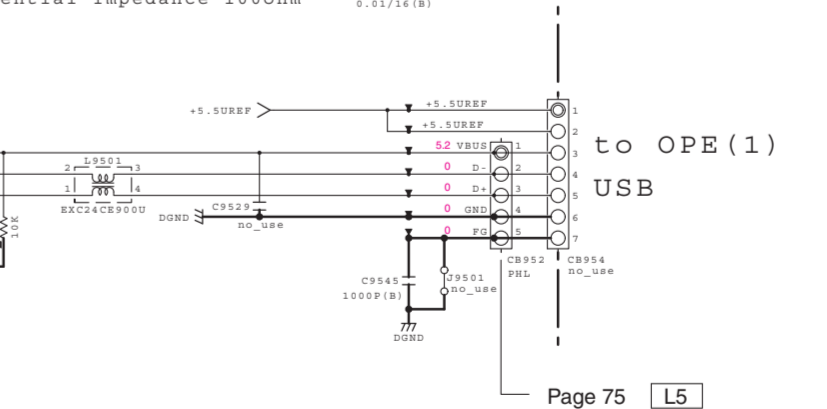 ential Impedance 100ohm
0.01/16(B)
+5.5UREF
+5.5UREF
1
+5.5UREF
2
to OPE(1)
USB
5.2 VBUS
1
3
L9501
2
3
0 D-
2
4
1
4
0 D+
3
5
EXC24CE900U
C9529
no_use
DGND
0 GND
4
6
10K
0 FG
5
7
CB952
PHL
CB954
no_use
C9545
1000P(B)
J9501
no_use
DGND
Page 75
L5